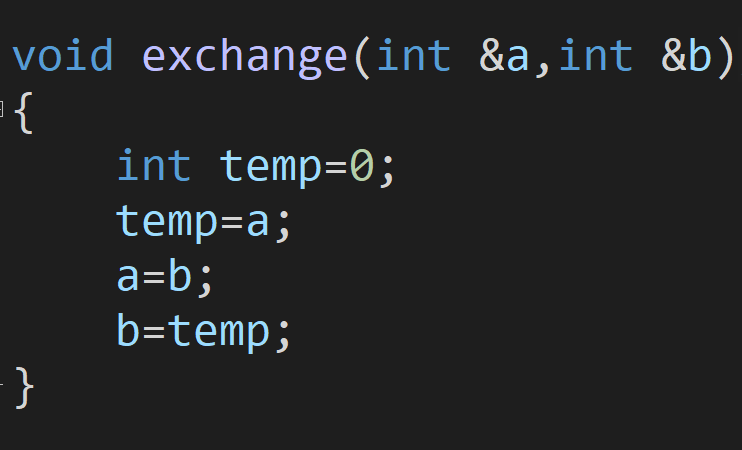 void exchange(int &a,int &b)
{
    int temp=0;
    temp=a;
    a=b;
    b=temp;
}